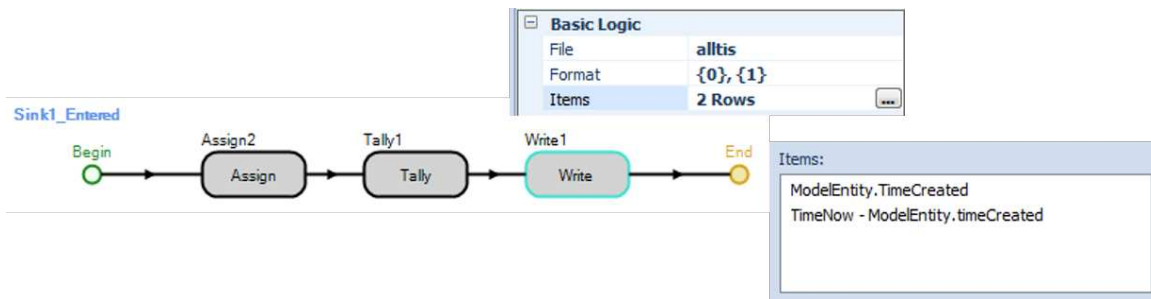 Basic Logic
File alltis
Format {0}, {1}
Items 2 Rows ...
Sink1_Entered
Begin Assign2 Tally1 Write1 End
Assign Tally Write
Items:
ModelEntity.TimeCreated
TimeNow - ModelEntity.timeCreated